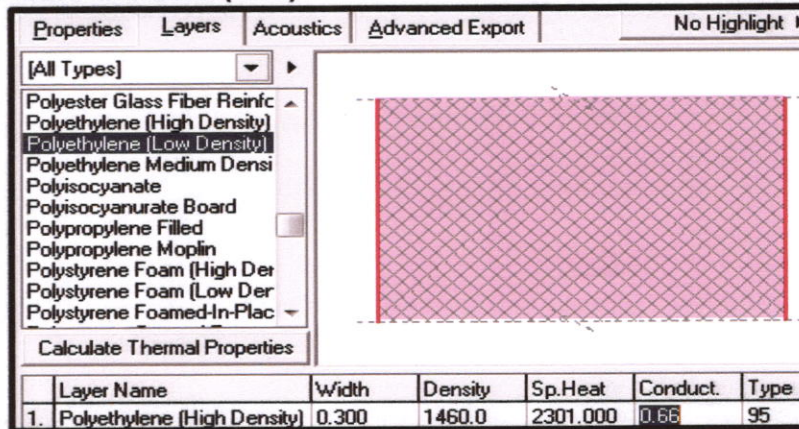 Properties Layers Acoustics Advanced Export No Highlight
[All Types]
Polyester Glass Fiber Reinfc
Polyethylene (High Density)
Polyethylene (Low Density)
Polyethylene Medium Densi
Polyisocyanate
Polyisocyanurate Board
Polypropylene Filled
Polypropylene Moplin
Polystyrene Foam (High Der
Polystyrene Foam (Low Der
Polystyrene Foamed-In-Plac
Calculate Thermal Properties
Layer Name Width Density Sp.Heat Conduct. Type
1. Polyethylene (High Density) 0.300 1460.0 2301.000 0.66 95